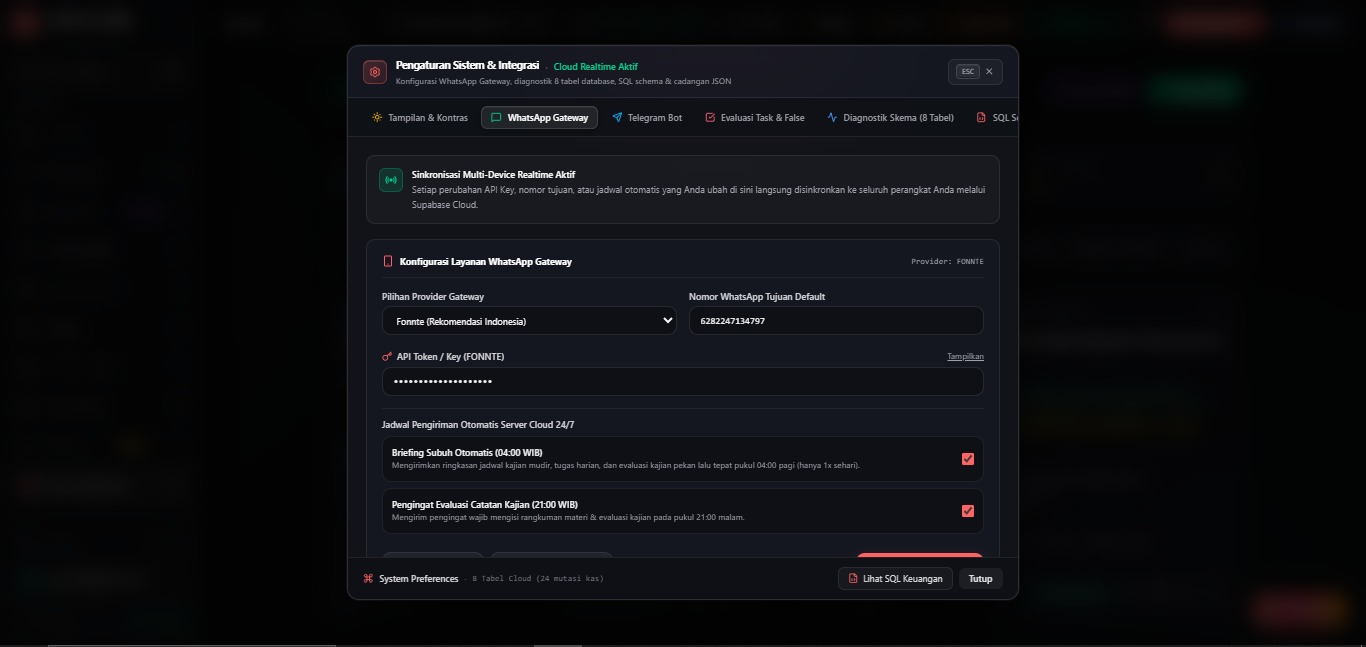 Pengaturan Sistem & Integrasi · Cloud Realtime Aktif
Konfigurasi WhatsApp Gateway, diagnostik 8 tabel database, SQL schema & cadangan JSON
ESC ×
Tampilan & Kontras WhatsApp Gateway Telegram Bot Evaluasi Task & False Diagnostik Skema (8 Tabel) SQL S
Sinkronisasi Multi-Device Realtime Aktif
Setiap perubahan API Key, nomor tujuan, atau jadwal otomatis yang Anda ubah di sini langsung disinkronkan ke seluruh perangkat Anda melalui
Supabase Cloud.
Konfigurasi Layanan WhatsApp Gateway Provider: FONNTE
Pilihan Provider Gateway Nomor WhatsApp Tujuan Default
Fonnte (Rekomendasi Indonesia) 6282247134797
API Token / Key (FONNTE) Tampilkan
••••••••••••••••••••
Jadwal Pengiriman Otomatis Server Cloud 24/7
Briefing Subuh Otomatis (04:00 WIB)
Mengirimkan ringkasan jadwal kajian mudir, tugas harian, dan evaluasi kajian pekan lalu tepat pukul 04:00 pagi (hanya 1x sehari).
Pengingat Evaluasi Catatan Kajian (21:00 WIB)
Mengirim pengingat wajib mengisi rangkuman materi & evaluasi kajian pada pukul 21:00 malam.
System Preferences · 8 Tabel Cloud (24 mutasi kas) Lihat SQL Keuangan Tutup